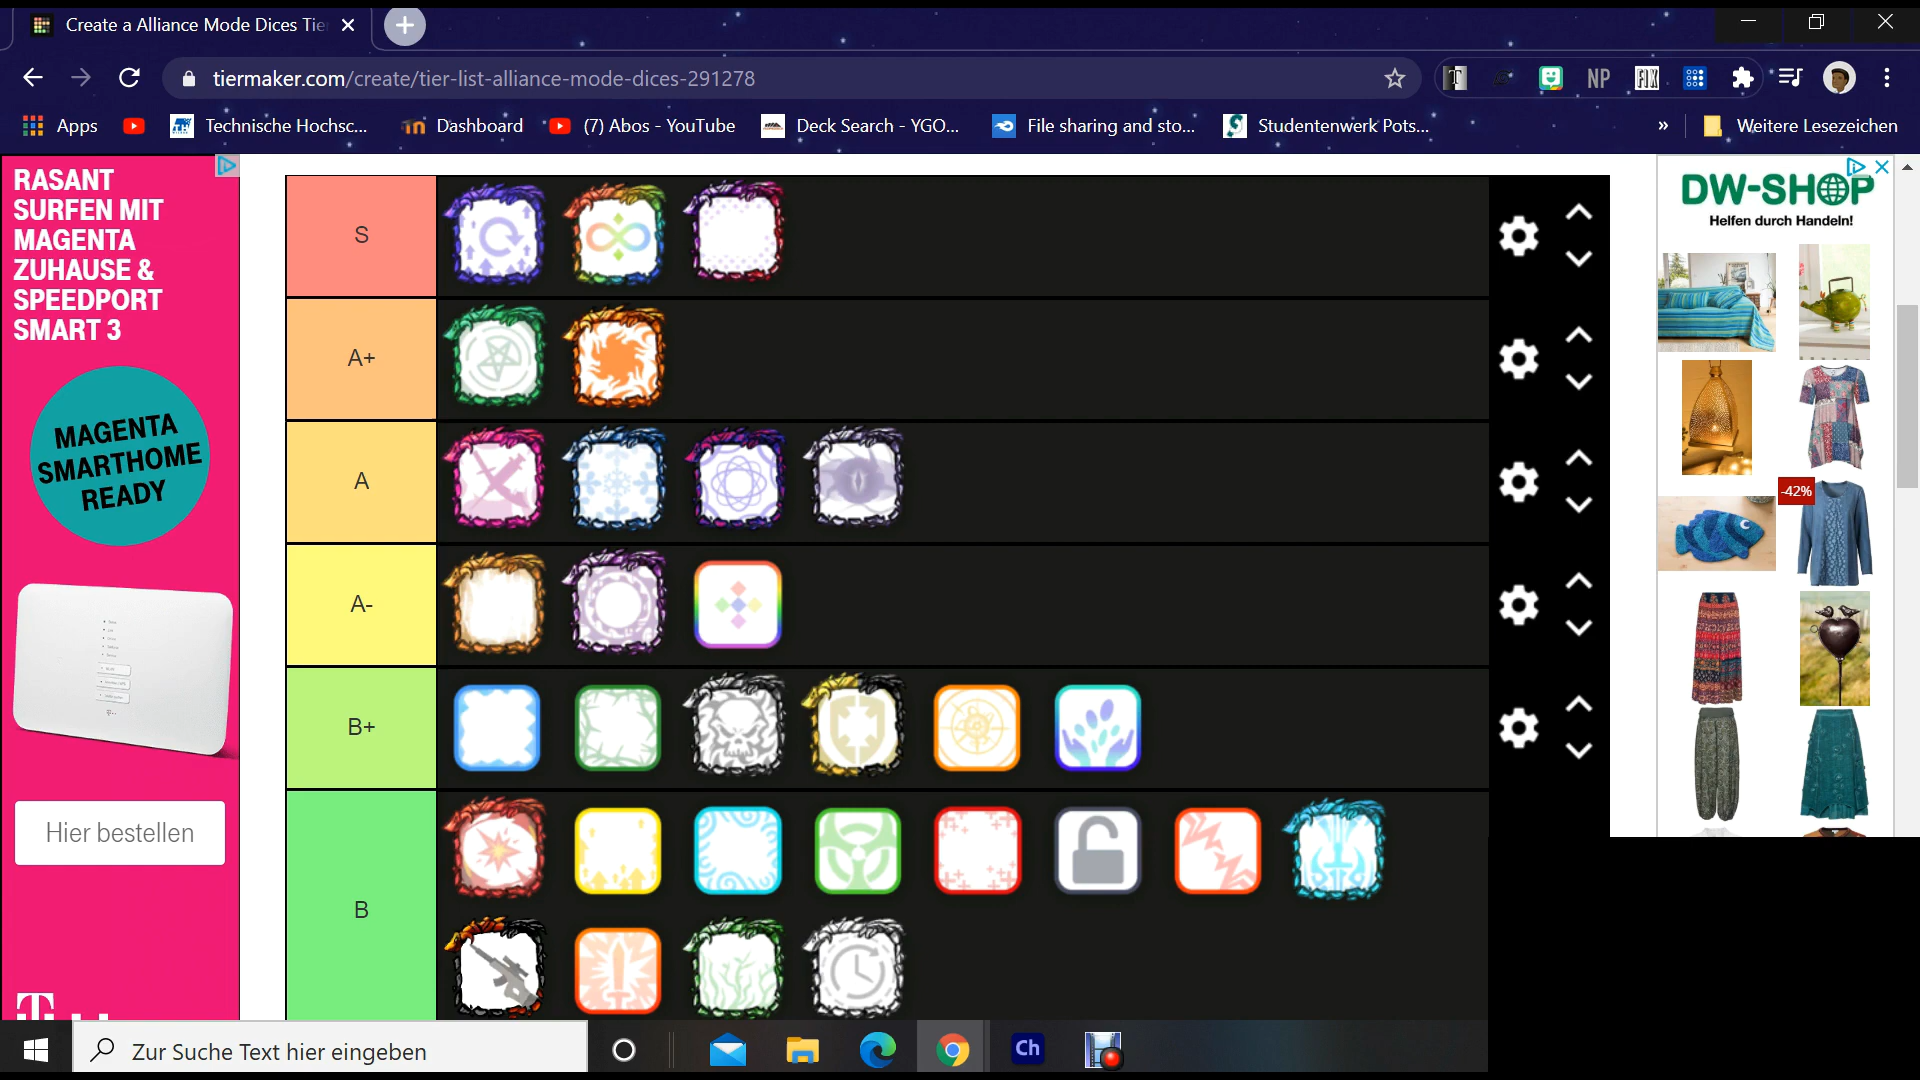 Create a Alliance Mode Dices Tie
tiermaker.com/create/tier-list-alliance-mode-dices-291278
NP
FIX
Apps
Technische Hochsc...
Dashboard
(7) Abos - YouTube
Deck Search - YGO...
File sharing and sto...
Studentenwerk Pots...
»
Weitere Lesezeichen
RASANT
SURFEN MIT
MAGENTA
ZUHAUSE &
SPEEDPORT
SMART 3
MAGENTA
SMARTHOME
READY
Hier bestellen
T
S
A+
A
A-
B+
B
DW-SHOP
Helfen durch Handeln!
-42%
Zur Suche Text hier eingeben
Ch